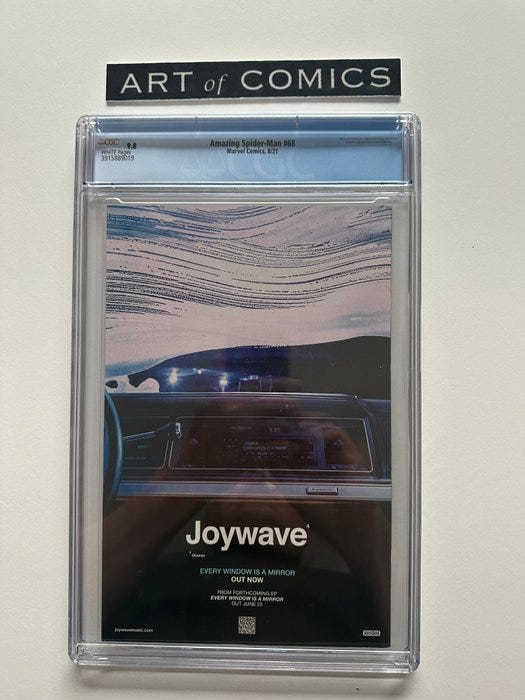 ART of COMICS
CGC 9.8 Amazing Spider-Man #68
WHITE Pages Marvel Comics, 8/21
3915889019
Joywave
EVERY WINDOW IS A MIRROR
OUT NOW
FROM FORTHCOMING EP
EVERY WINDOW IS A MIRROR
OUT JUNE 25
joywavemusic.com